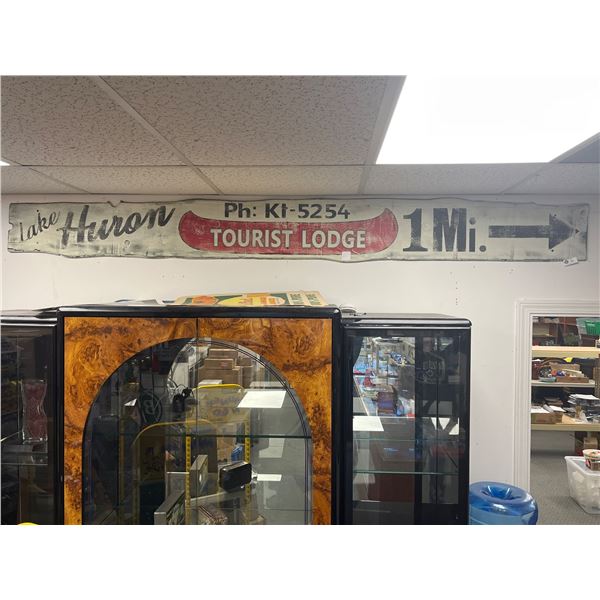 Lake Huron
Ph: Kt-5254
TOURIST LODGE
1 Mi.